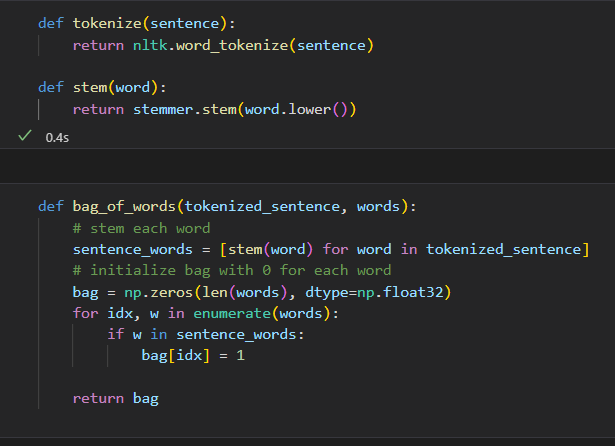 def tokenize(sentence):
    return nltk.word_tokenize(sentence)

def stem(word):
    return stemmer.stem(word.lower())
0.4s

def bag_of_words(tokenized_sentence, words):
    # stem each word
    sentence_words = [stem(word) for word in tokenized_sentence]
    # initialize bag with 0 for each word
    bag = np.zeros(len(words), dtype=np.float32)
    for idx, w in enumerate(words):
        if w in sentence_words:
            bag[idx] = 1

    return bag